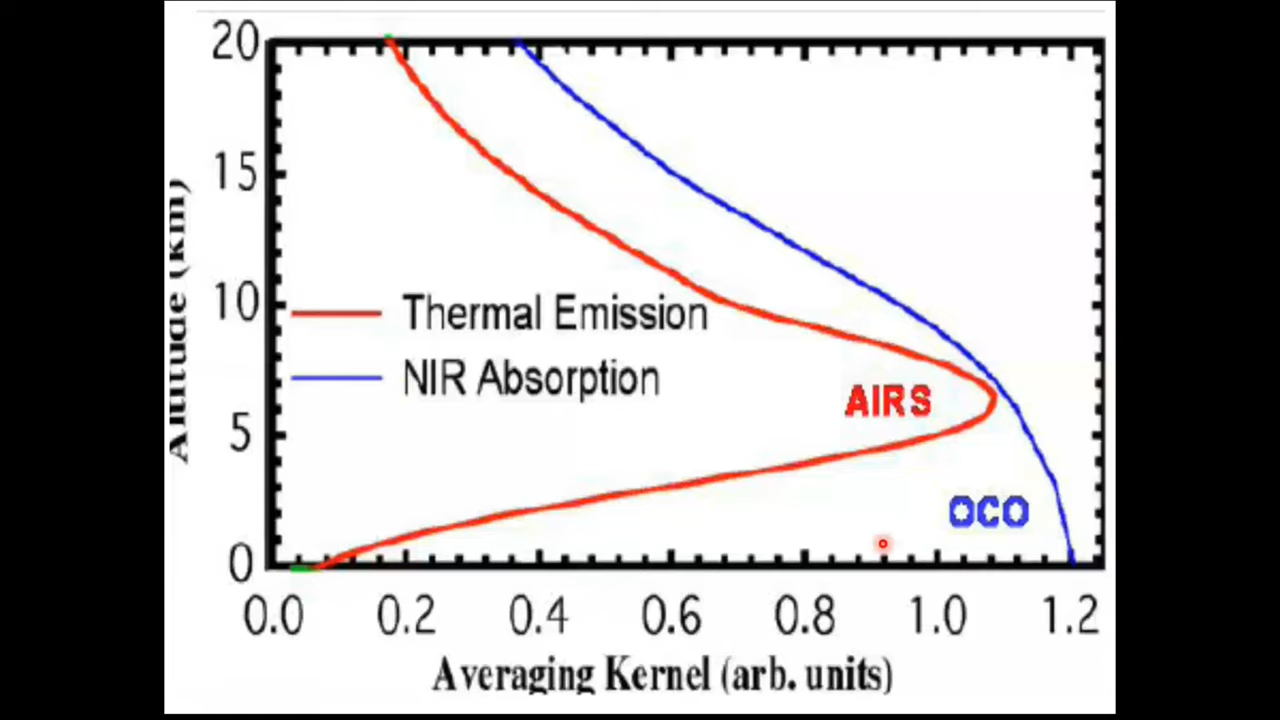 20
15
10
5
0
Altitude (km)
Thermal Emission
NIR Absorption
AIRS
OCO
0.0 0.2 0.4 0.6 0.8 1.0 1.2
Averaging Kernel (arb. units)